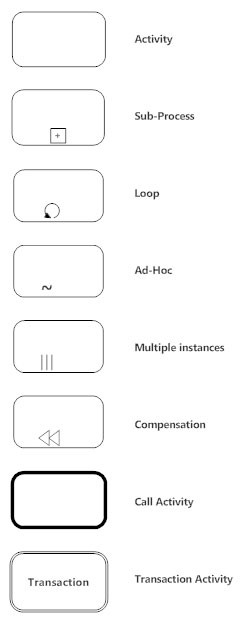 Activity
Sub-Process
Loop
Ad-Hoc
Multiple instances
Compensation
Call Activity
Transaction
Transaction Activity